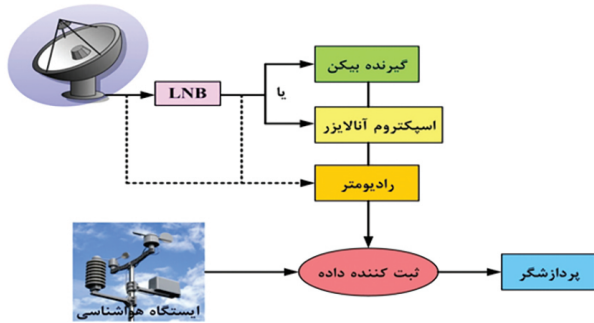 گیرنده بیکن
LNB
یا
اسپکتروم آنالایزر
رادیومتر
ایستگاه هواشناسی
ثبت کننده داده
پردازشگر